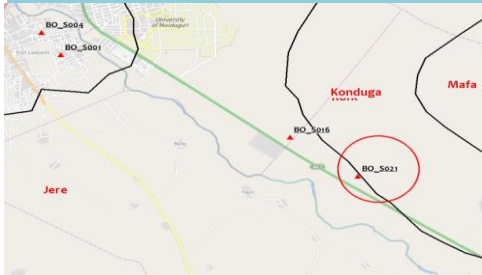 BO_S004
University
of
Maiduguri
BO_S001
Mafa
Konduga
BO_S016
BO_S021
Jere